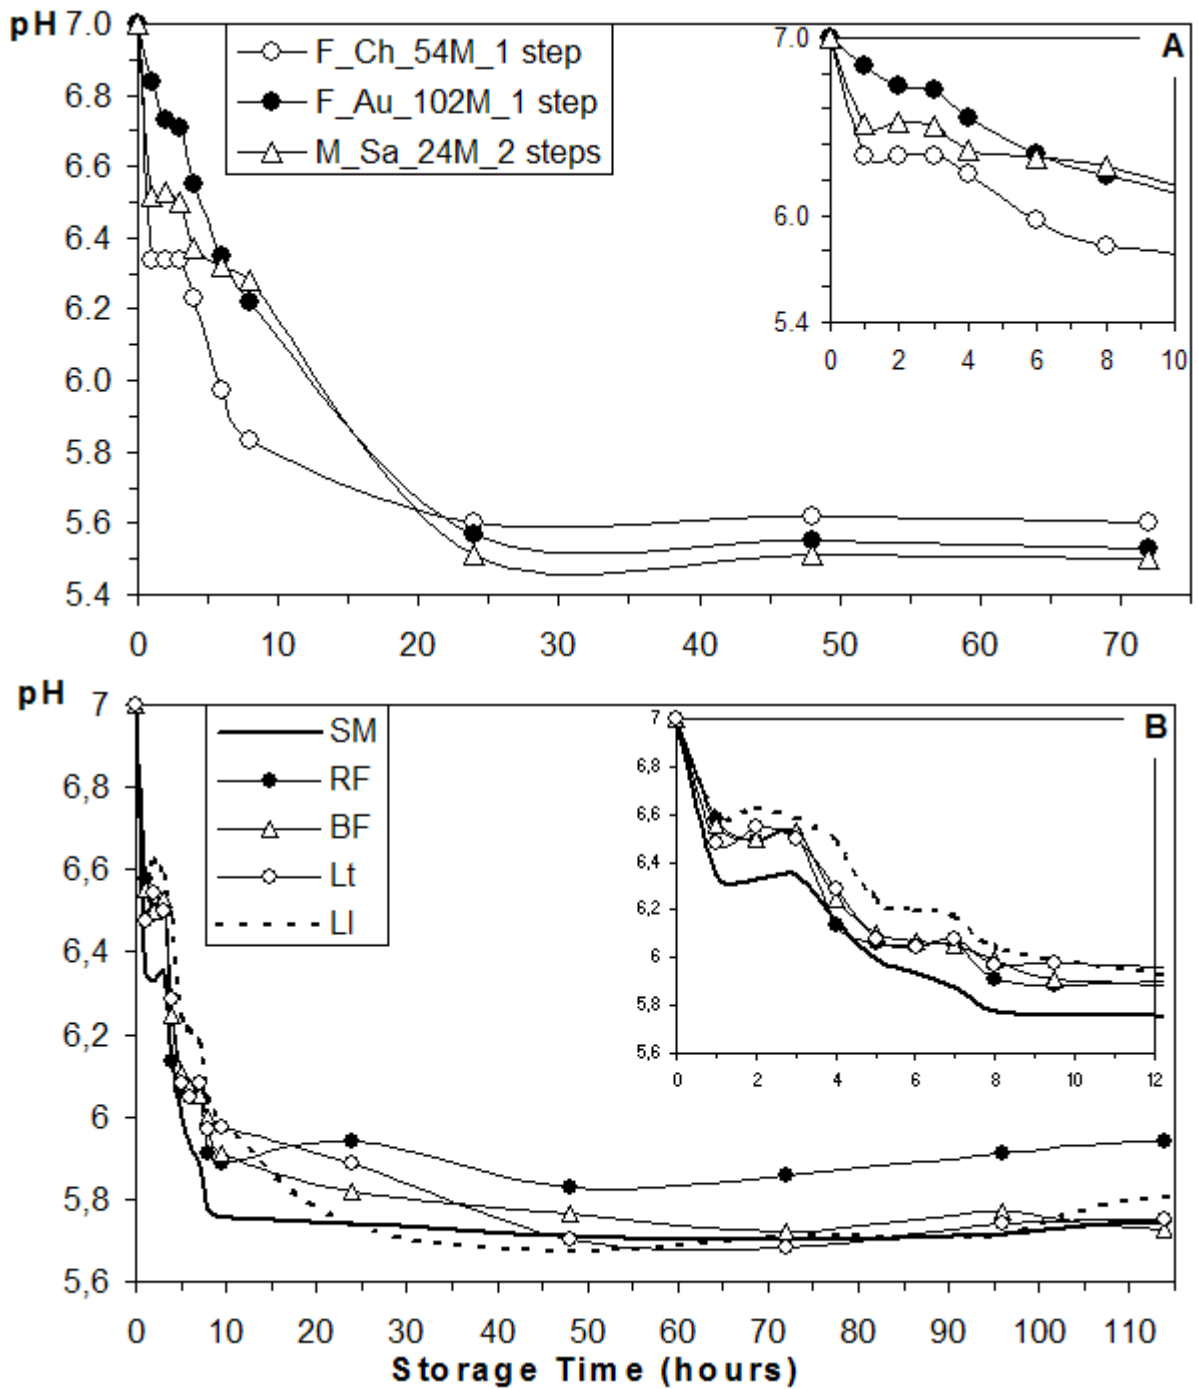 pH
7.0
6.8
6.6
6.4
6.2
6.0
5.8
5.6
5.4
0 10 20 30 40 50 60 70
F_Ch_54M_1 step
F_Au_102M_1 step
M_Sa_24M_2 steps
A
7.0
6.0
5.4
0 2 4 6 8 10
pH
7
6,8
6,6
6,4
6,2
6
5,8
5,6
0 10 20 30 40 50 60 70 80 90 100 110
SM
RF
BF
Lt
Ll
B
7
6,8
6,6
6,4
6,2
6
5,8
5,6
0 2 4 6 8 10 12
Storage Time (hours)